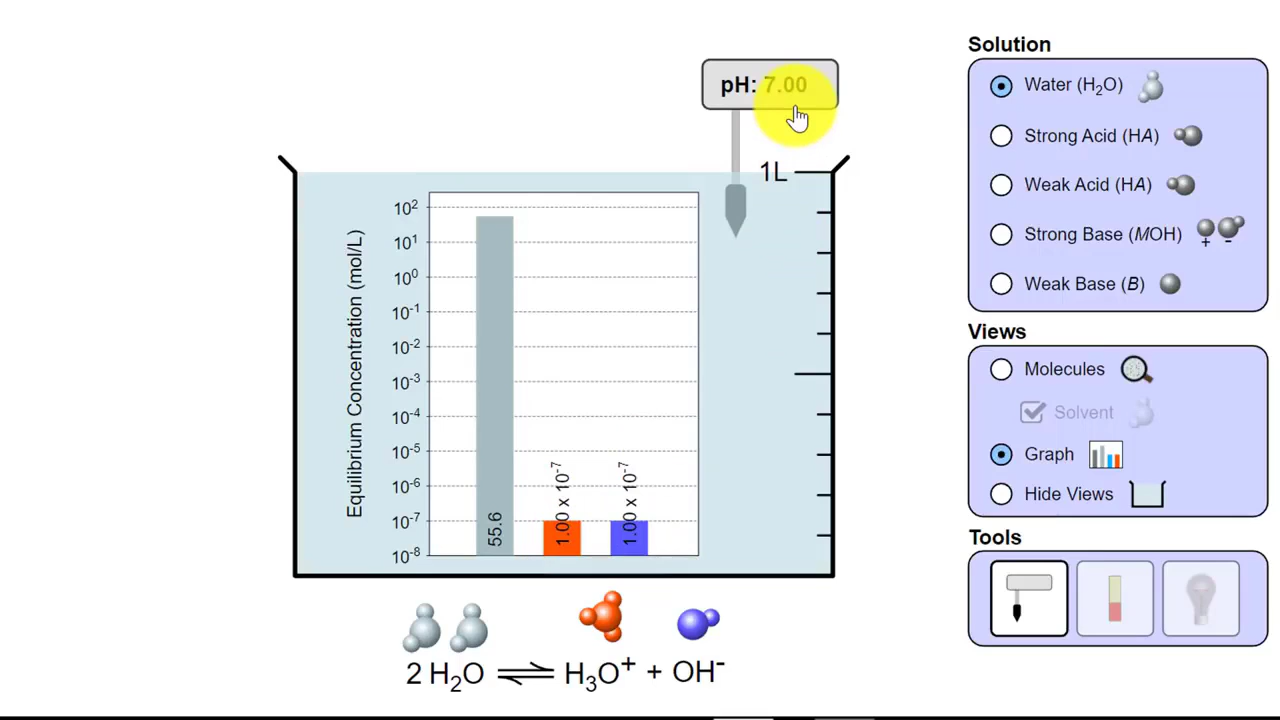 pH: 7.00
1L
Equilibrium Concentration (mol/L)
10²
10¹
10⁰
10⁻¹
10⁻²
10⁻³
10⁻⁴
10⁻⁵
10⁻⁶
10⁻⁷
10⁻⁸
55.6
1.00 x 10⁻⁷
1.00 x 10⁻⁷
2 H₂O ⇌ H₃O⁺ + OH⁻
Solution
Water (H₂O)
Strong Acid (HA)
Weak Acid (HA)
Strong Base (MOH)
+ -
Weak Base (B)
Views
Molecules
Solvent
Graph
Hide Views
Tools